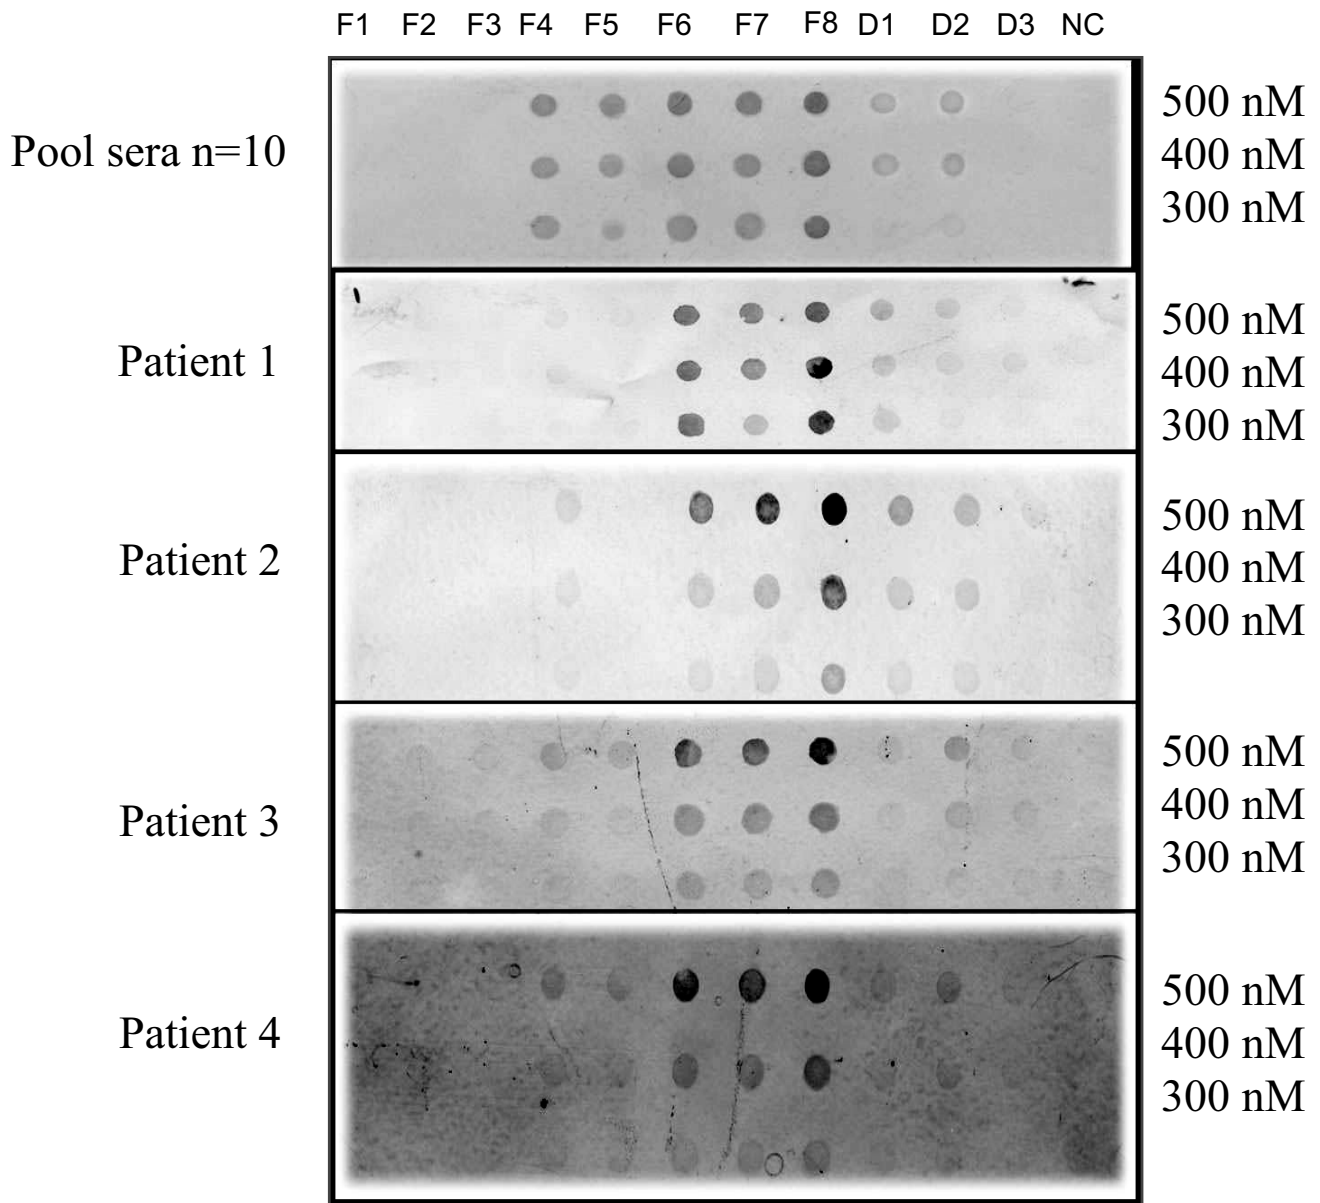 F1 F2 F3 F4 F5 F6 F7 F8 D1 D2 D3 NC
Pool sera n=10
500 nM
400 nM
300 nM
Patient 1
500 nM
400 nM
300 nM
Patient 2
500 nM
400 nM
300 nM
Patient 3
500 nM
400 nM
300 nM
Patient 4
500 nM
400 nM
300 nM